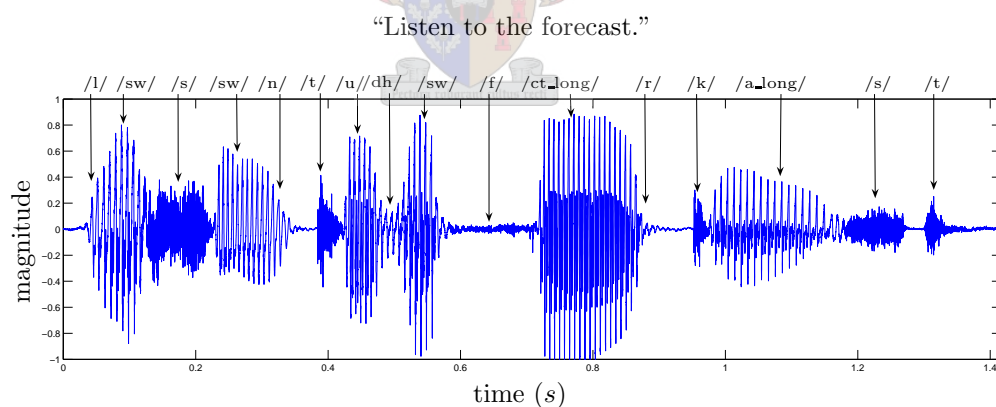 “Listen to the forecast.”
/l/ /sw/ /s/ /sw/ /n/ /t/ /u/ /dh/ /sw/ /f/ /ct_long/ /r/ /k/ /a_long/ /s/ /t/
1
0.8
0.6
0.4
0.2
0
-0.2
-0.4
-0.6
-0.8
-1
magnitude
0 0.2 0.4 0.6 0.8 1 1.2 1.4
time (s)